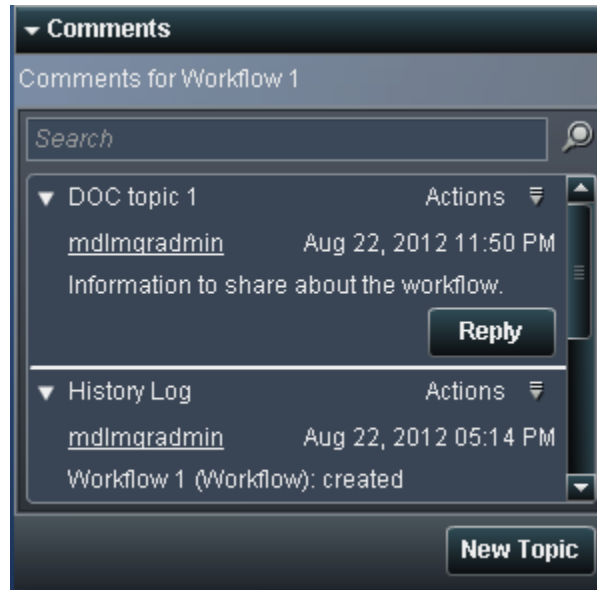 Comments
Comments for Workflow 1
Search
DOC topic 1 Actions
mdlmgradmin Aug 22, 2012 11:50 PM
Information to share about the workflow.
Reply
History Log Actions
mdlmgradmin Aug 22, 2012 05:14 PM
Workflow 1 (Workflow): created
New Topic